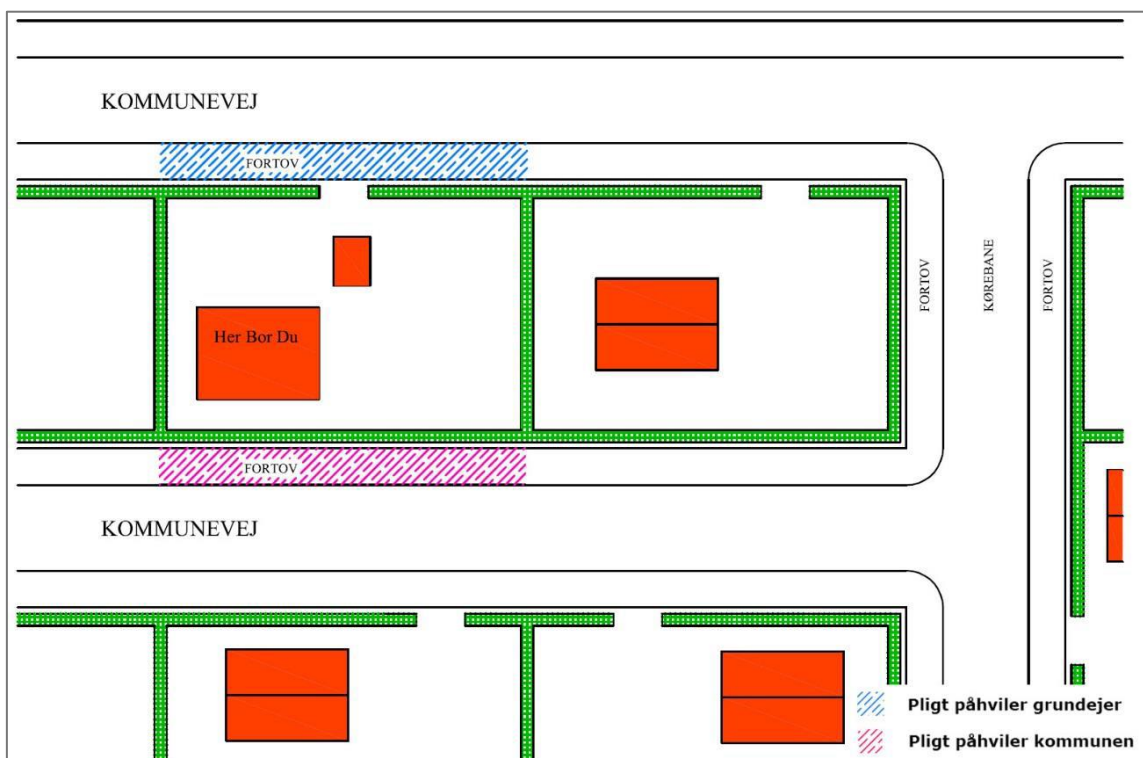 KOMMUNEVEJ
FORTOV
FORTOV
KØREBANE
FORTOV
Her Bor Du
FORTOV
KOMMUNEVEJ
Pligt påhviler grundejer
Pligt påhviler kommunen